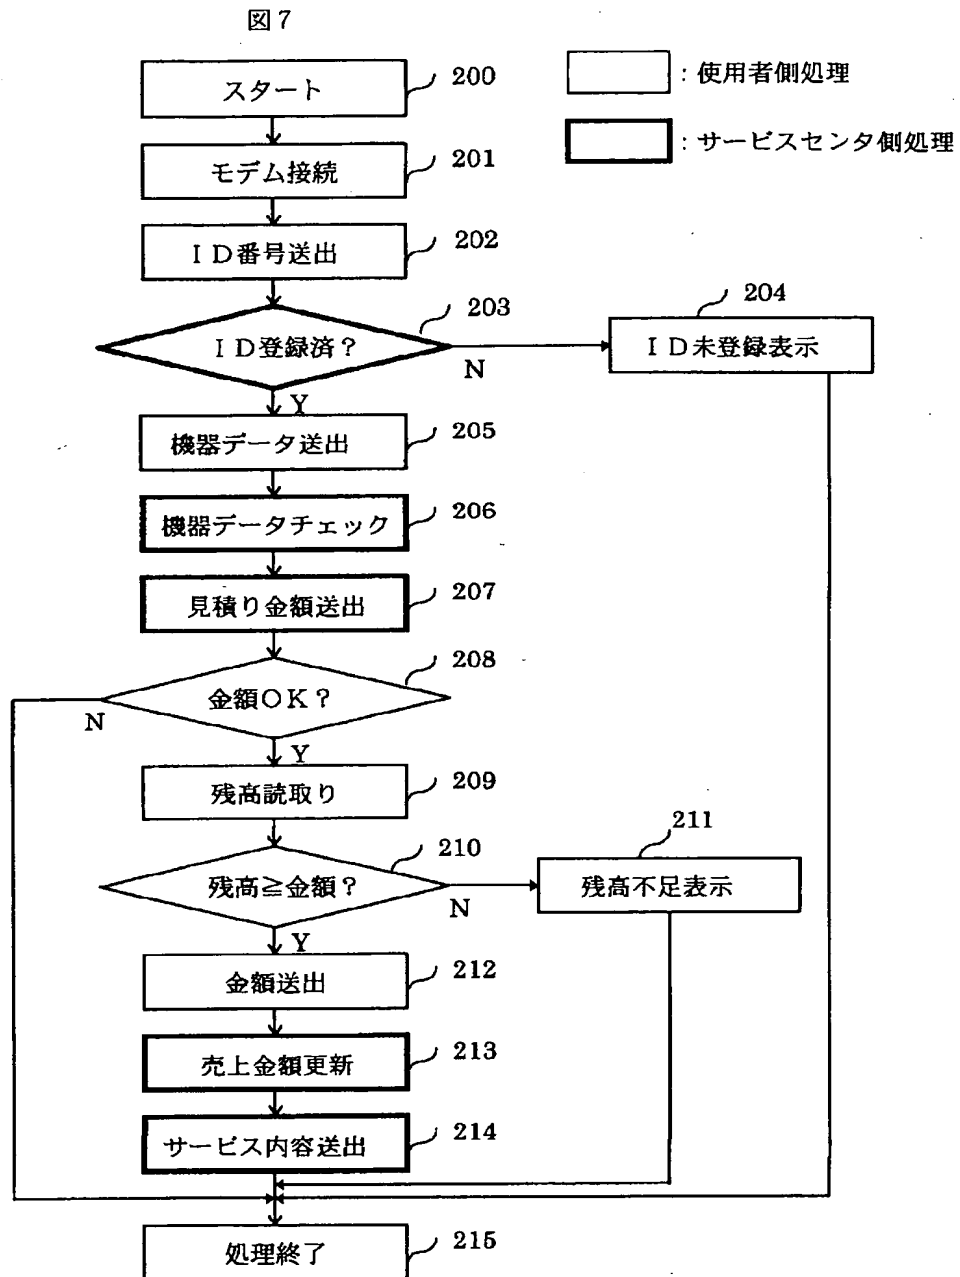 図7
スタート
200
:使用者側処理
モデム接続
201
:サービスセンタ側処理
ID番号送出
202
ID登録済?
203
N
Y
ID未登録表示
204
機器データ送出
205
機器データチェック
206
見積り金額送出
207
金額OK?
208
N
Y
残高読取り
209
残高≧金額?
210
N
Y
残高不足表示
211
金額送出
212
売上金額更新
213
サービス内容送出
214
処理終了
215